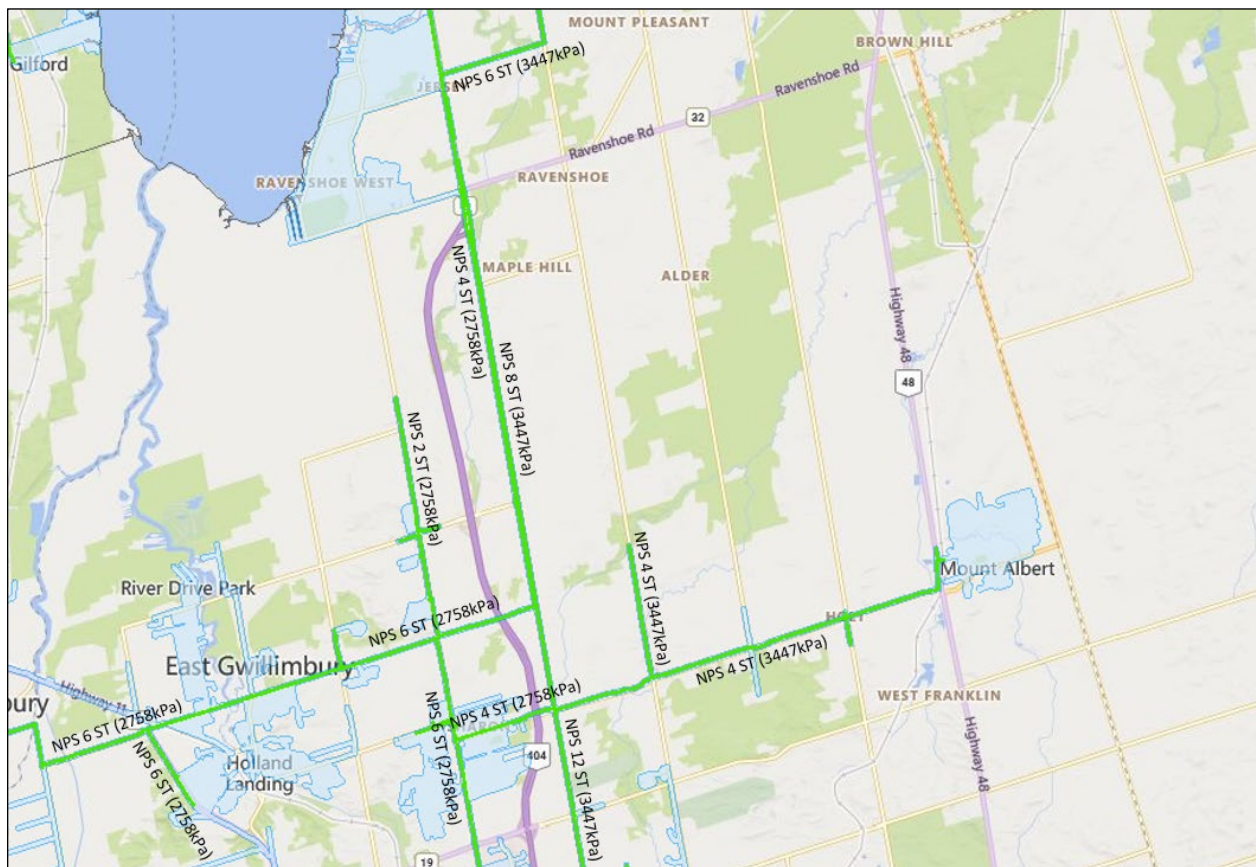 MOUNT PLEASANT
BROWN HILL
Gilford
NPS 6 ST (3447kPa)
Ravenshoe Rd
32
Ravenshoe Rd
RAVENSHOE WEST
RAVENSHOE
MAPLE HILL
ALDER
NPS 4 ST (2758kPa)
NPS 8 ST (3447kPa)
Highway 48
48
NPS 2 ST (2758kPa)
River Drive Park
NPS 4 ST (3447kPa)
Mount Albert
NPS 6 ST (2758kPa)
East Gwillimbury
NPS 4 ST (3447kPa)
WEST FRANKLIN
Highway 11
bury
NPS 6 ST (2758kPa)
NPS 4 ST (2758kPa)
NPS 6 ST (2758kPa)
NPS 12 ST (3447kPa)
404
Highway 48
Holland
Landing
NPS 6 ST (2758kPa)
19